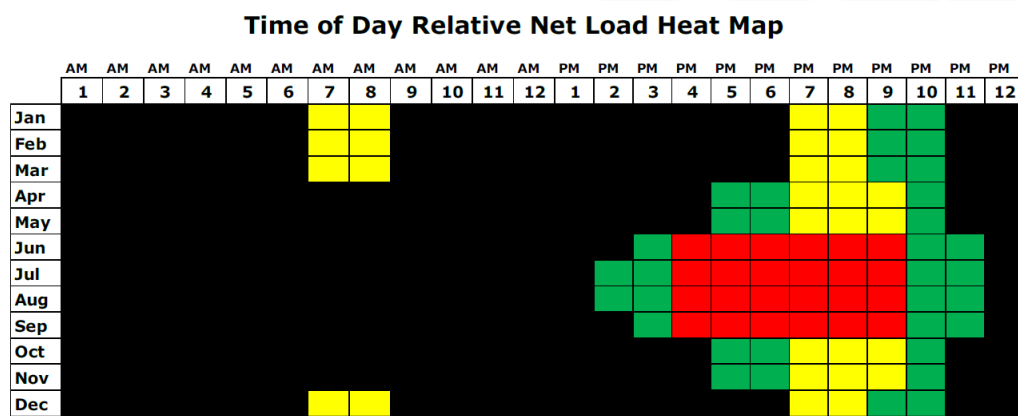 Time of Day Relative Net Load Heat Map
AM AM AM AM AM AM AM AM AM AM AM AM PM PM PM PM PM PM PM PM PM PM PM PM
1 2 3 4 5 6 7 8 9 10 11 12 1 2 3 4 5 6 7 8 9 10 11 12
Jan
Feb
Mar
Apr
May
Jun
Jul
Aug
Sep
Oct
Nov
Dec